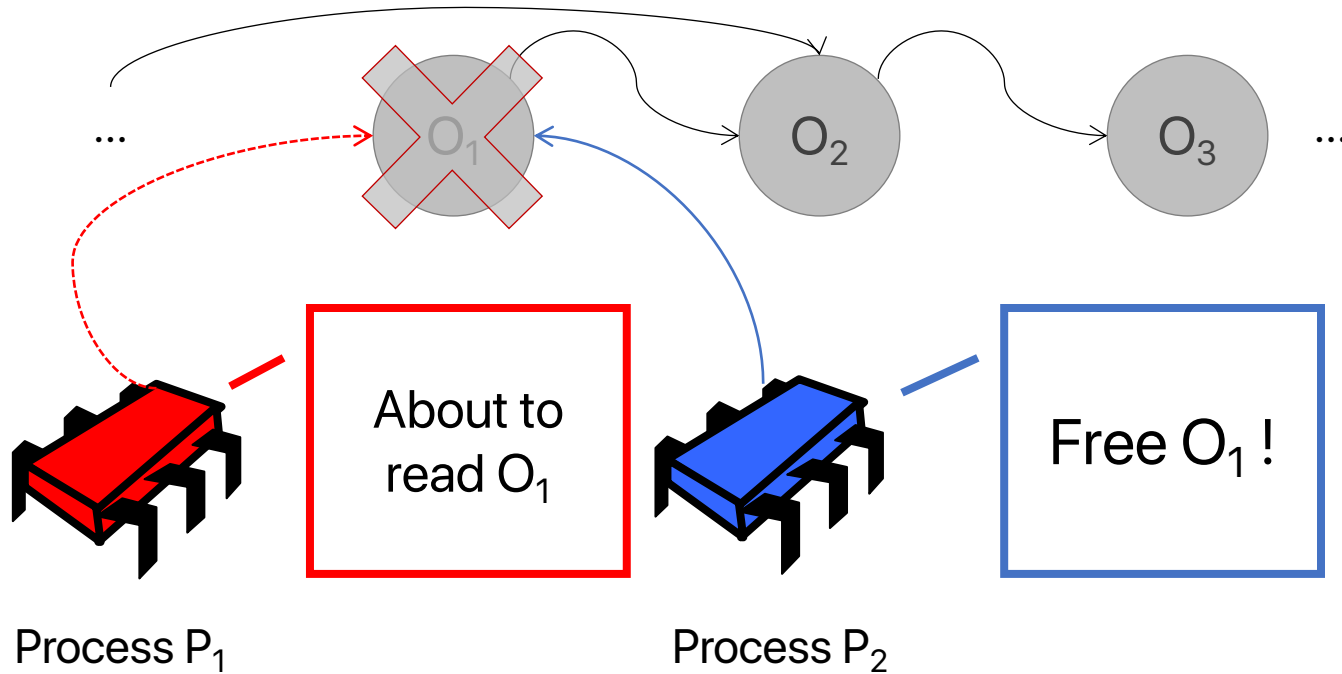 ...
O₁
O₂
O₃
...
About to
read O₁
Free O₁ !
Process P₁
Process P₂